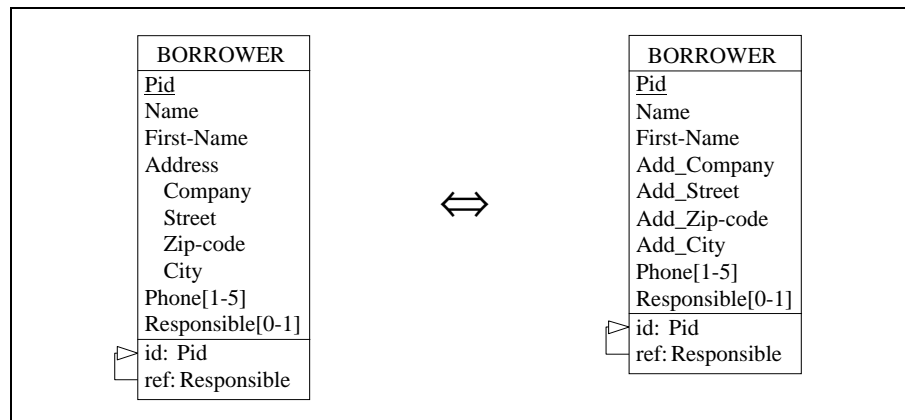 BORROWER
Pid
Name
First-Name
Address
Company
Street
Zip-code
City
Phone[1-5]
Responsible[0-1]
id: Pid
ref: Responsible
⇔
BORROWER
Pid
Name
First-Name
Add_Company
Add_Street
Add_Zip-code
Add_City
Phone[1-5]
Responsible[0-1]
id: Pid
ref: Responsible